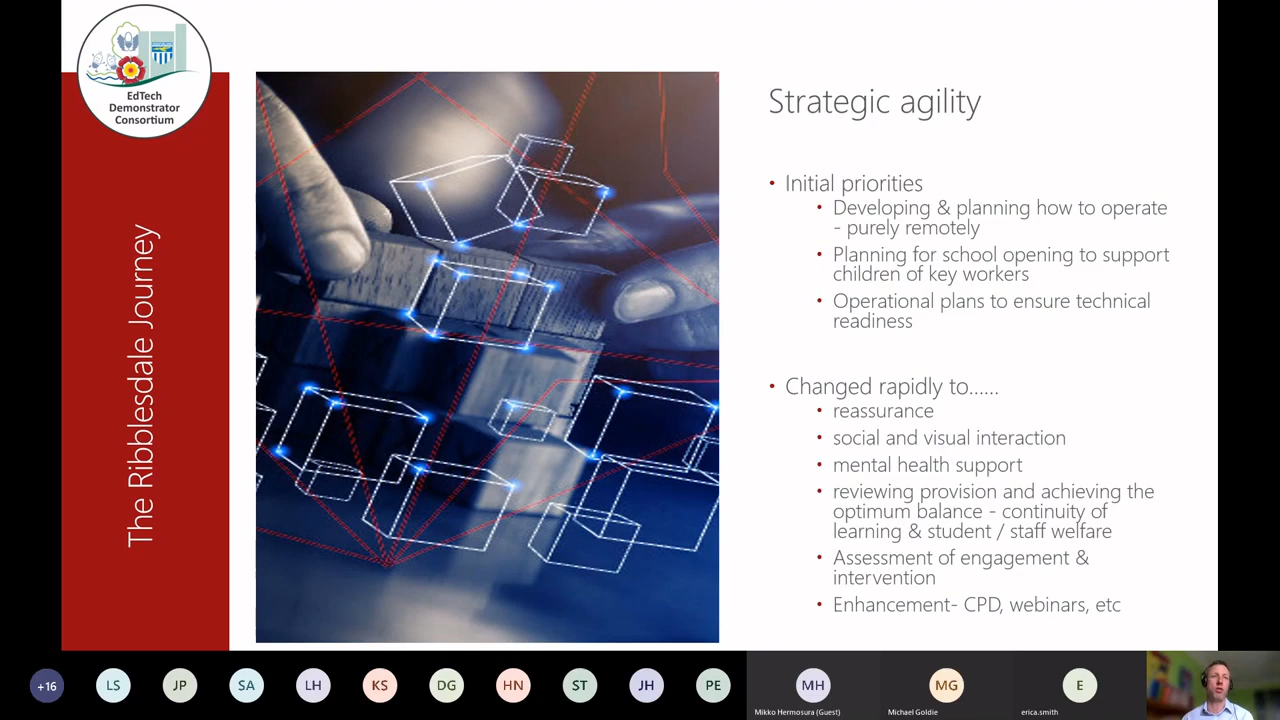 EdTech
Demonstrator
Consortium
The Ribblesdale Journey
Strategic agility
• Initial priorities
• Developing & planning how to operate
- purely remotely
• Planning for school opening to support
children of key workers
• Operational plans to ensure technical
readiness
• Changed rapidly to......
• reassurance
• social and visual interaction
• mental health support
• reviewing provision and achieving the
optimum balance - continuity of
learning & student / staff welfare
• Assessment of engagement &
intervention
• Enhancement- CPD, webinars, etc
+16
LS
JP
SA
LH
KS
DG
HN
ST
JH
PE
MH
MG
E
Mikko Hermosura (Guest)
Michael Goldie
erica.smith